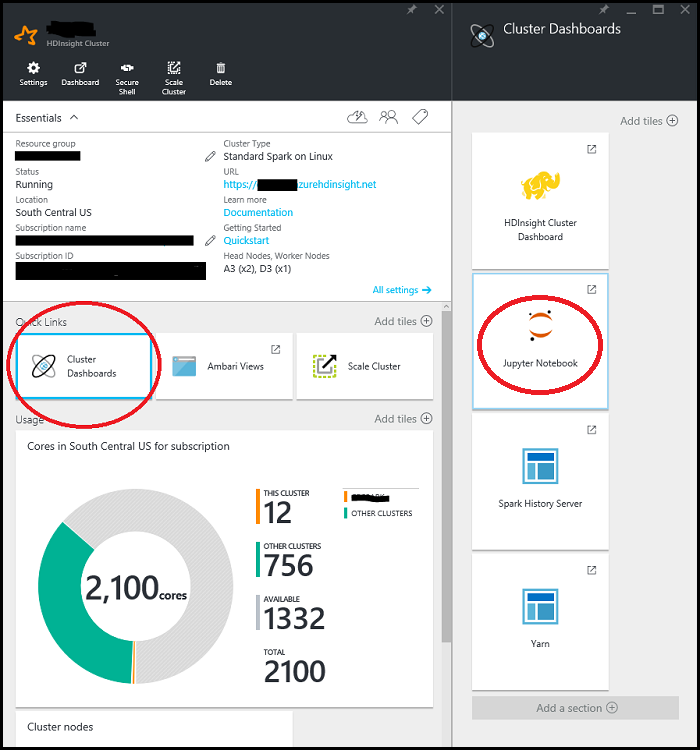 HDInsight Cluster
Settings
Dashboard
Secure
Shell
Scale
Cluster
Delete
Essentials
Resource group
Status
Running
Location
South Central US
Subscription name
Subscription ID
Cluster Type
Standard Spark on Linux
URL
https://zurehdinsight.net
Learn more
Documentation
Getting Started
Quickstart
Head Nodes, Worker Nodes
A3 (x2), D3 (x1)
All settings
Quick Links
Add tiles
Cluster
Dashboards
Ambari Views
Scale Cluster
Usage
Add tiles
Cores in South Central US for subscription
2,100 cores
THIS CLUSTER
12
OTHER CLUSTERS
756
AVAILABLE
1332
TOTAL
2100
OTHER CLUSTERS
Cluster nodes
Cluster Dashboards
Add tiles
HDInsight Cluster
Dashboard
Jupyter Notebook
Spark History Server
Yarn
Add a section